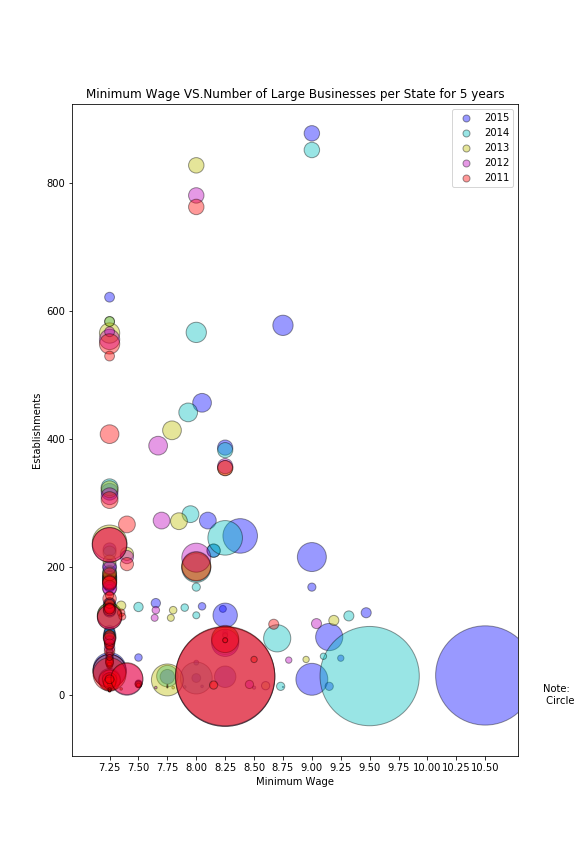 Minimum Wage VS.Number of Large Businesses per State for 5 years
2015
2014
2013
2012
2011
800
600
400
200
0
Establishments
7.25 7.50 7.75 8.00 8.25 8.50 8.75 9.00 9.25 9.50 9.75 10.00 10.25 10.50
Minimum Wage
Note:
Circle